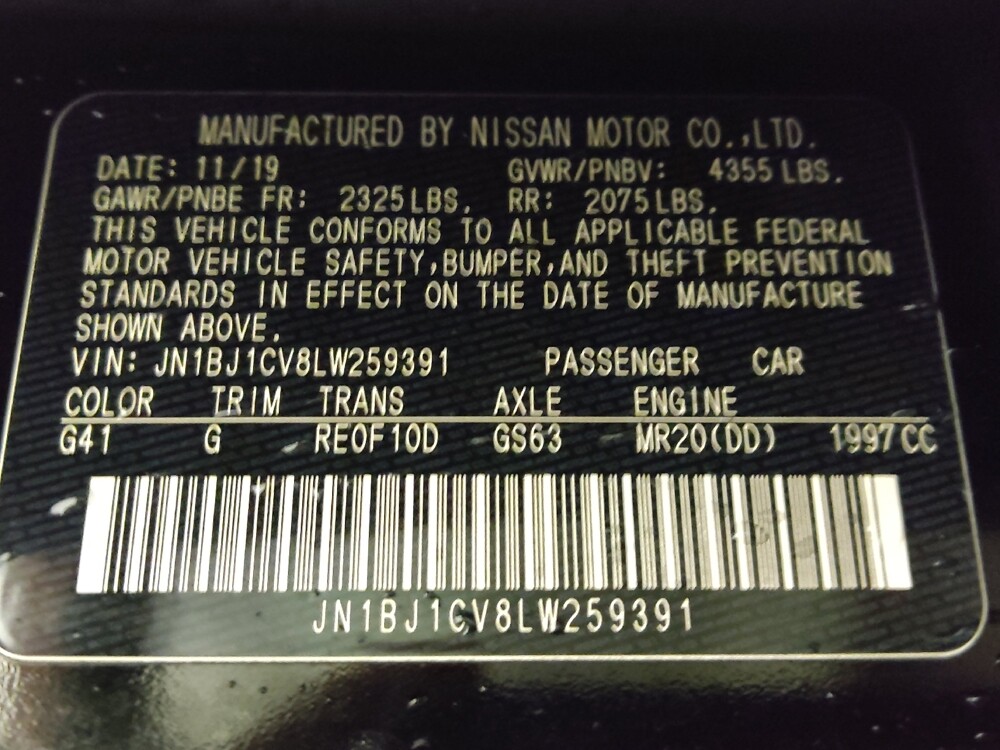 MANUFACTURED BY NISSAN MOTOR CO.,LTD.
DATE: 11/19 GVWR/PNBV: 4355 LBS.
GAWR/PNBE FR: 2325 LBS. RR: 2075 LBS.
THIS VEHICLE CONFORMS TO ALL APPLICABLE FEDERAL
MOTOR VEHICLE SAFETY,BUMPER,AND THEFT PREVENTION
STANDARDS IN EFFECT ON THE DATE OF MANUFACTURE
SHOWN ABOVE.
VIN: JN1BJ1CV8LW259391 PASSENGER CAR
COLOR TRIM TRANS AXLE ENGINE
G41 G RE0F10D GS63 MR20(DD) 1997CC
JN1BJ1CV8LW259391